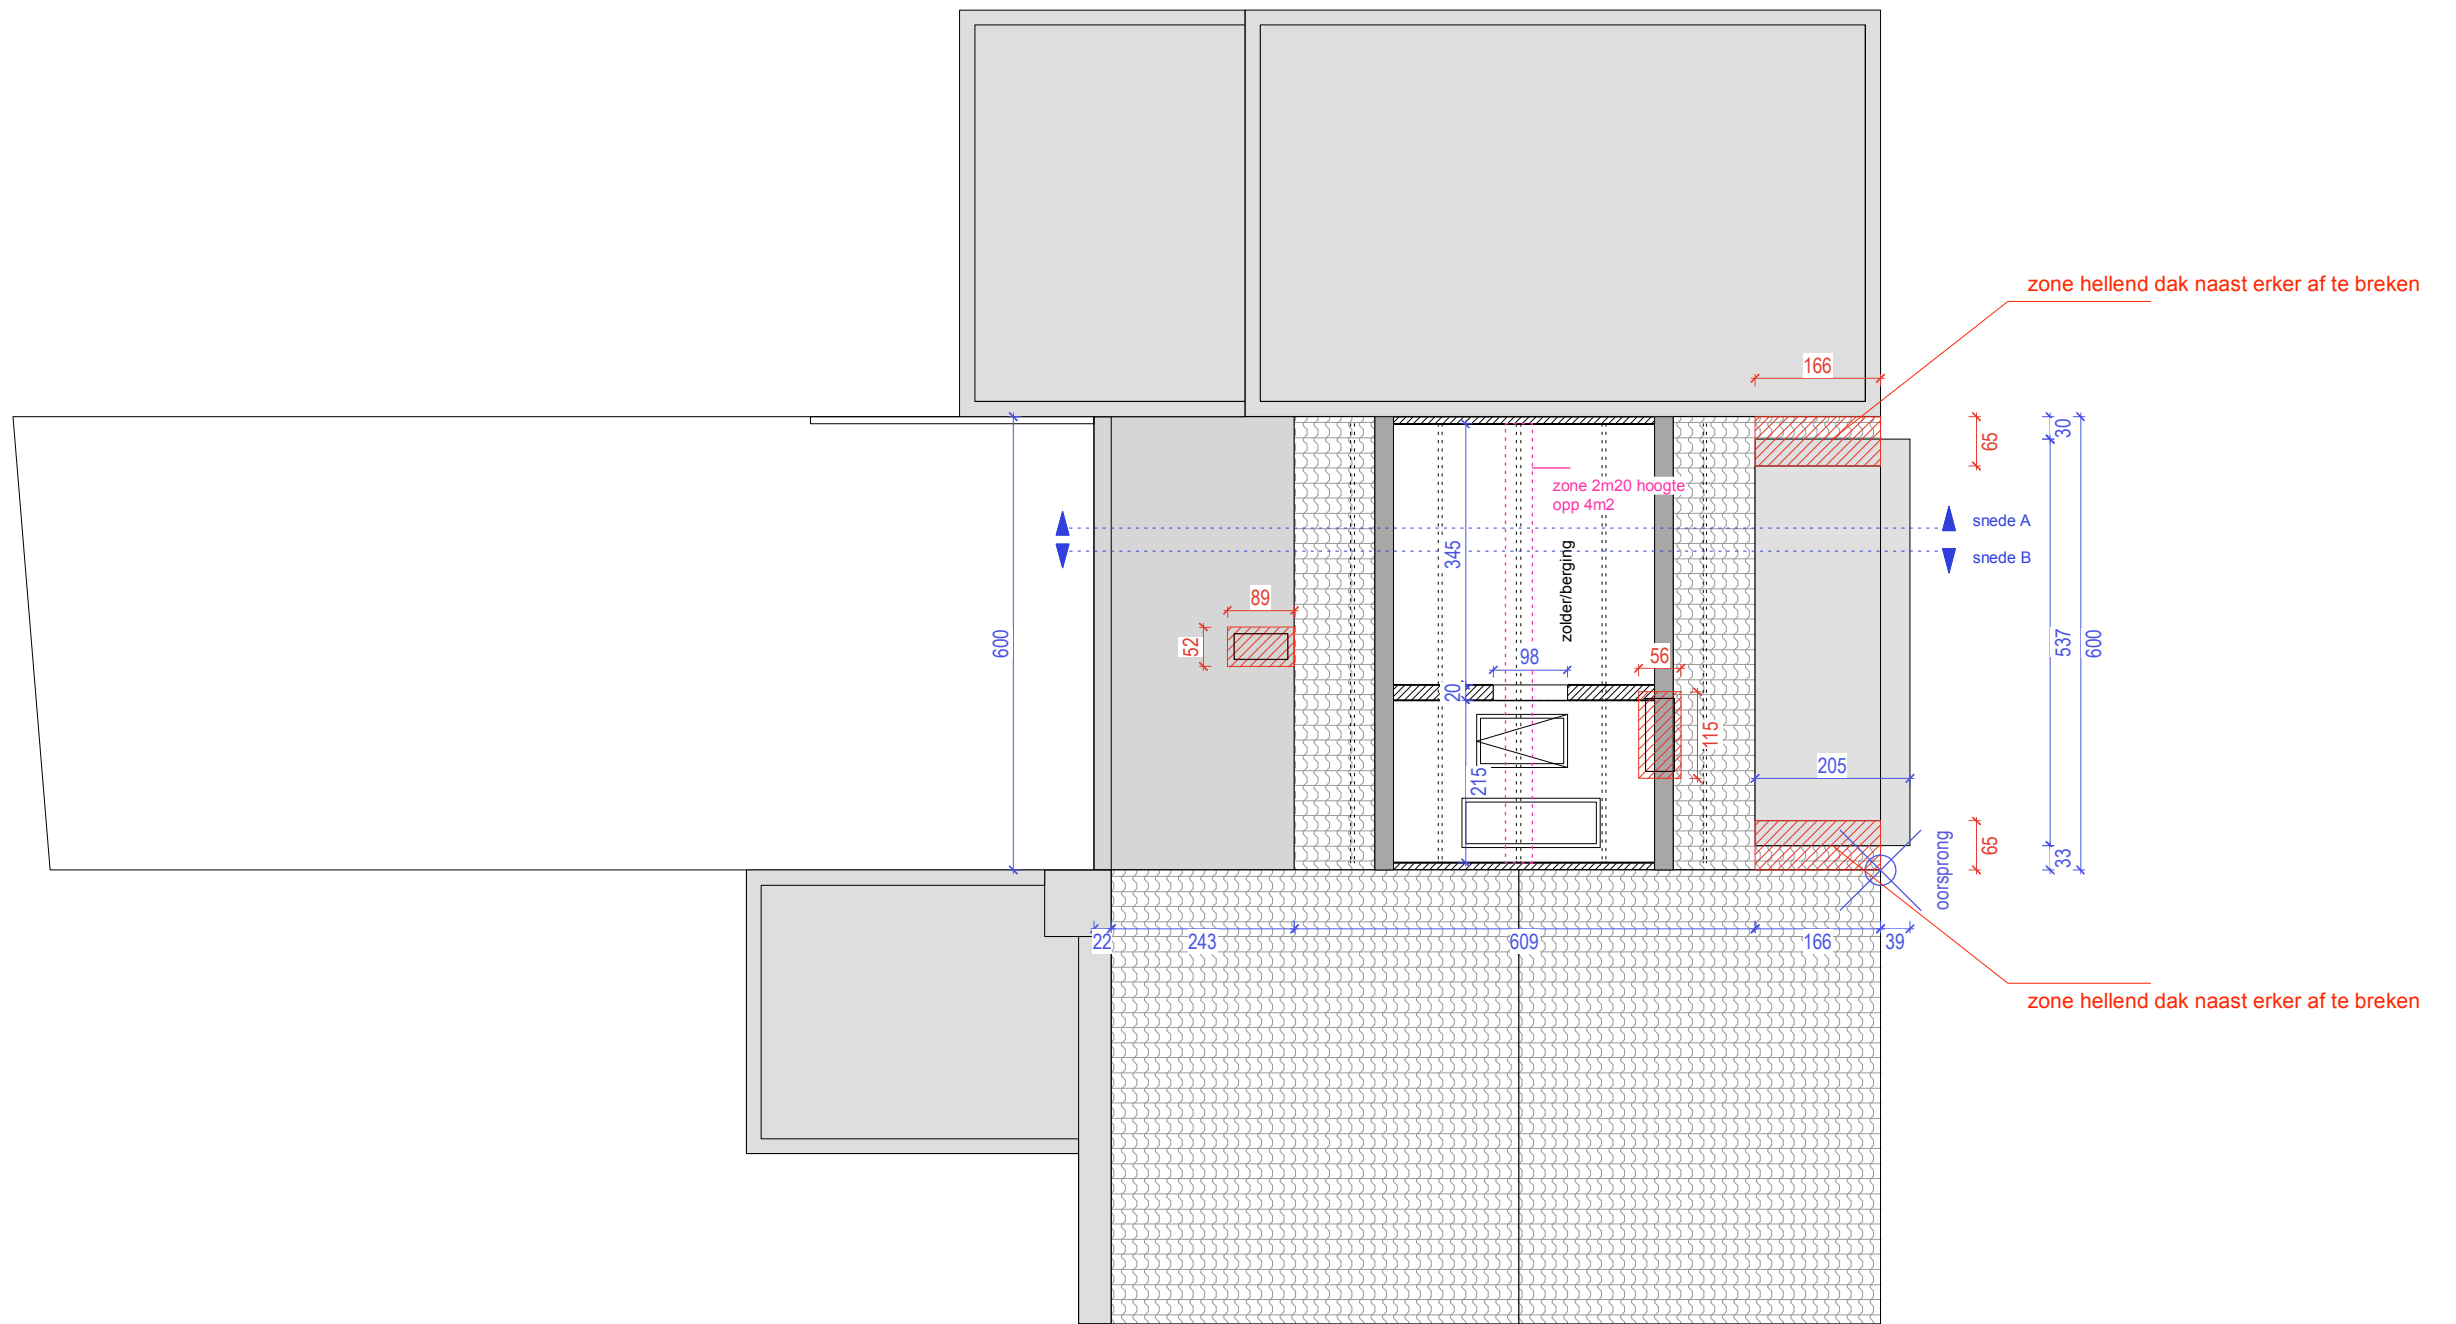 zone hellend dak naast erker af te breken
166
30
65
zone 2m20 hoogte
opp 4m2
snede A
snede B
345
zolder/berging
89
52
600
537
600
98
56
20
115
215
205
65
33
oorsprong
22
243
609
166
39
zone hellend dak naast erker af te breken